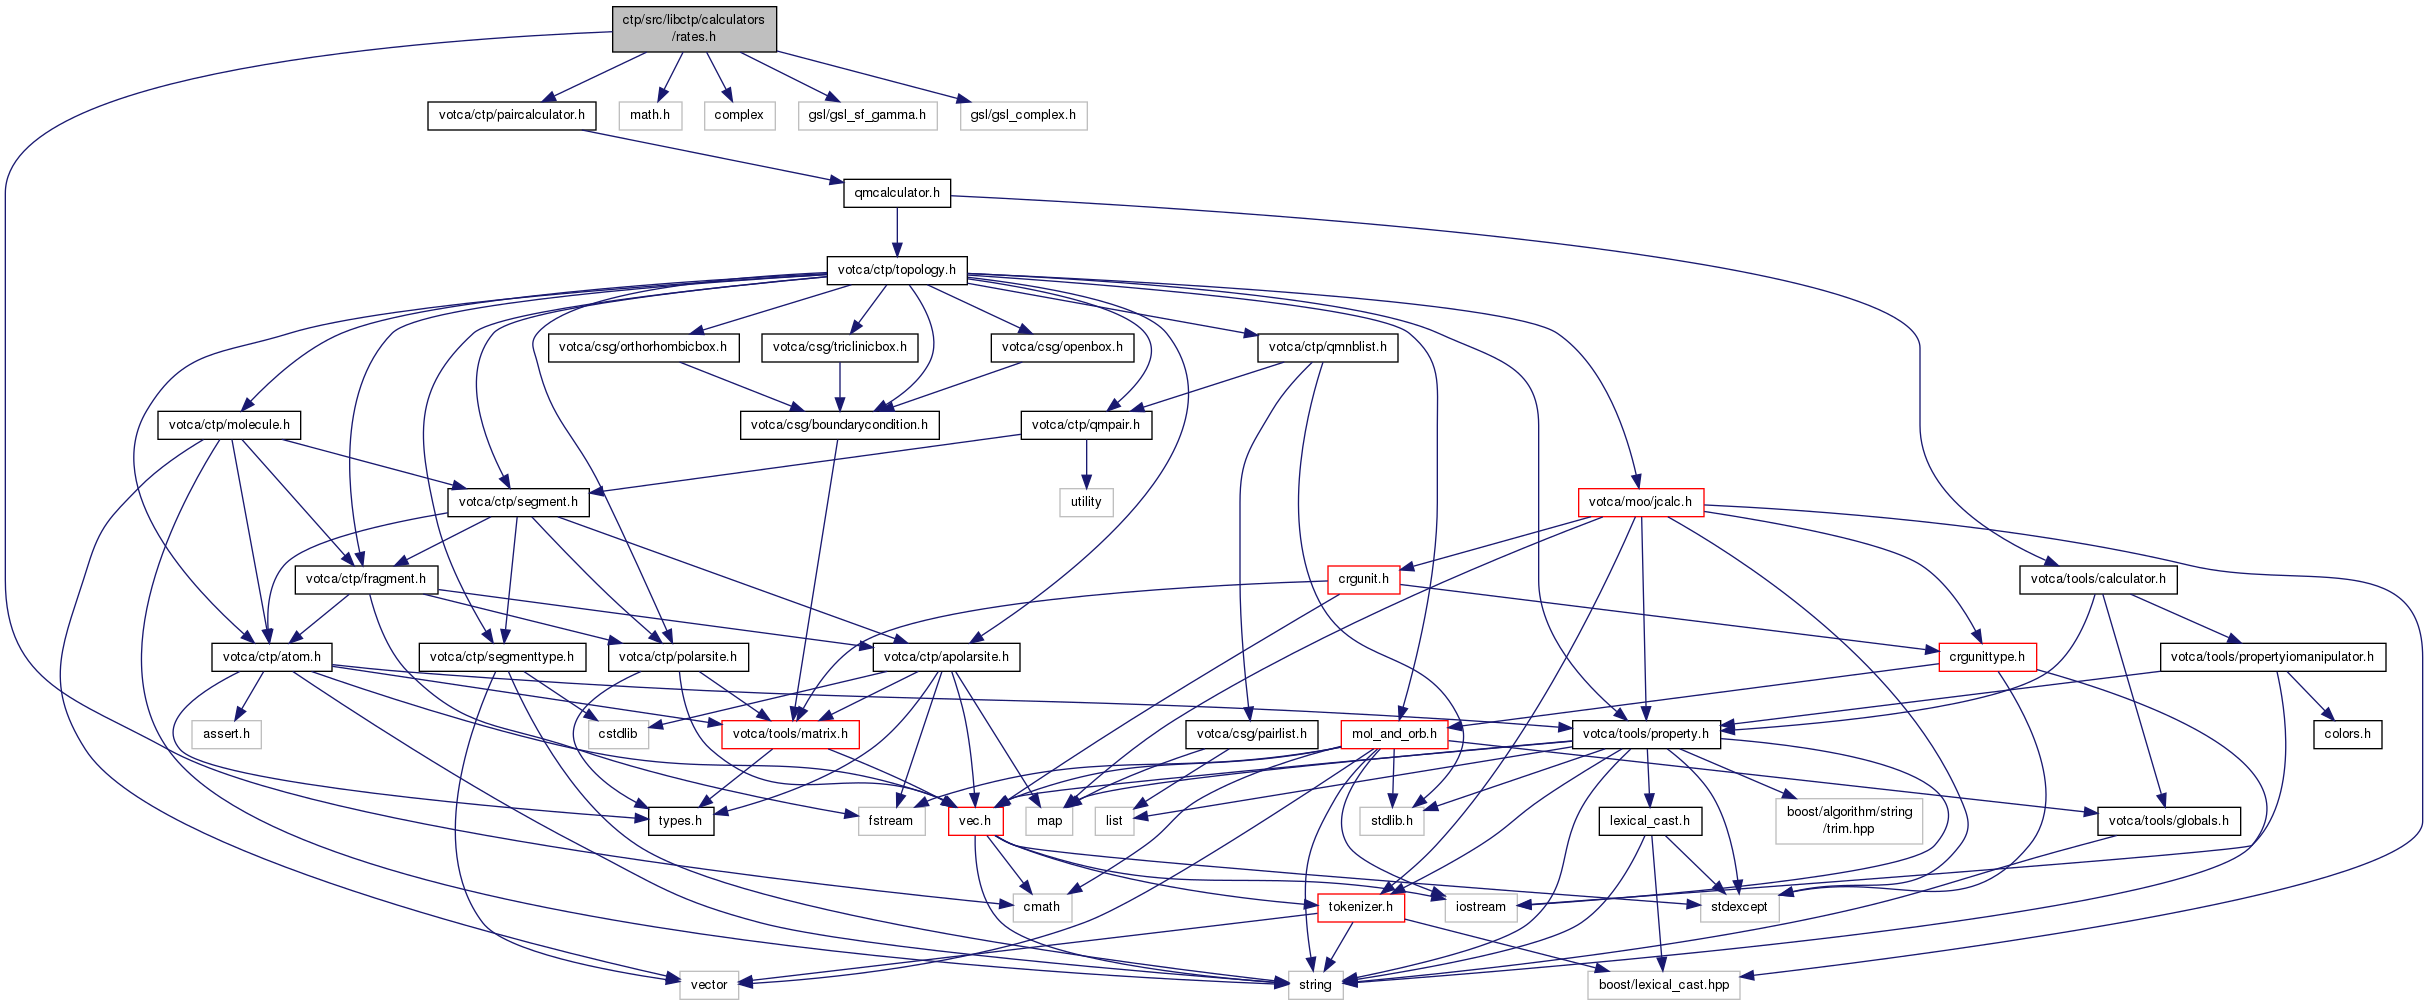 ctp/src/libctp/calculators
/rates.h
votca/ctp/paircalculator.h
math.h
complex
gsl/gsl_sf_gamma.h
gsl/gsl_complex.h
qmcalculator.h
votca/ctp/topology.h
votca/csg/orthorhombicbox.h
votca/csg/triclinicbox.h
votca/csg/openbox.h
votca/ctp/qmnblist.h
votca/ctp/molecule.h
votca/csg/boundarycondition.h
votca/ctp/qmpair.h
votca/ctp/segment.h
utility
votca/moo/jcalc.h
votca/ctp/fragment.h
crgunit.h
votca/tools/calculator.h
votca/ctp/atom.h
votca/ctp/segmenttype.h
votca/ctp/polarsite.h
votca/ctp/apolarsite.h
crgunittype.h
votca/tools/propertyiomanipulator.h
assert.h
cstdlib
votca/tools/matrix.h
votca/csg/pairlist.h
mol_and_orb.h
votca/tools/property.h
colors.h
types.h
fstream
vec.h
map
list
stdlib.h
lexical_cast.h
boost/algorithm/string
/trim.hpp
votca/tools/globals.h
cmath
tokenizer.h
iostream
stdexcept
vector
string
boost/lexical_cast.hpp